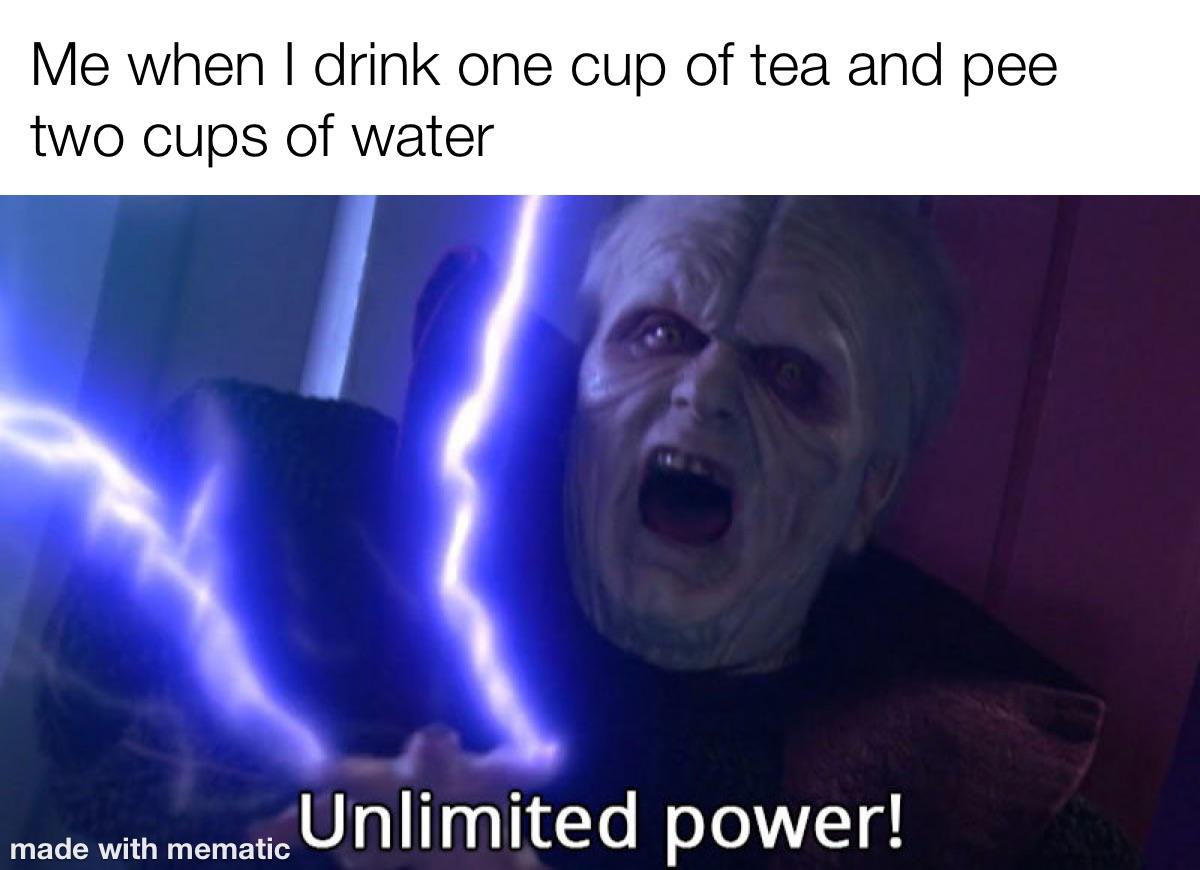 Me when I drink one cup of tea and pee
two cups of water
Unlimited power!
made with mematic